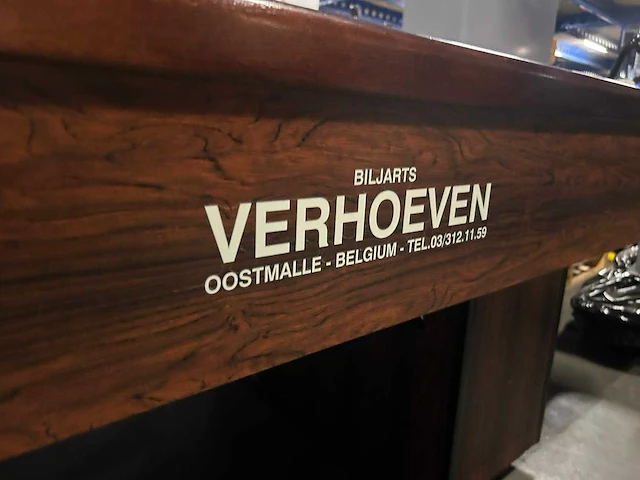 BILJARTS
VERHOEVEN
OOSTMALLE - BELGIUM - TEL.03/312.11.59